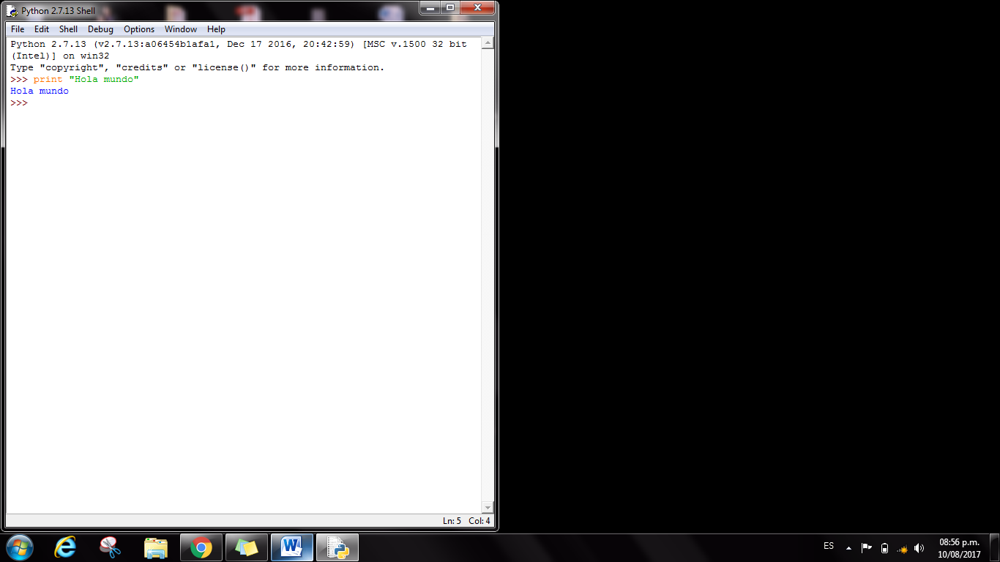 Python 2.7.13 Shell
File Edit Shell Debug Options Window Help
Python 2.7.13 (v2.7.13:a06454b1afa1, Dec 17 2016, 20:42:59) [MSC v.1500 32 bit
(Intel)] on win32
Type "copyright", "credits" or "license()" for more information.
>>> print "Hola mundo"
Hola mundo
>>>
Ln: 5 Col: 4
ES
08:56 p.m.
10/08/2017